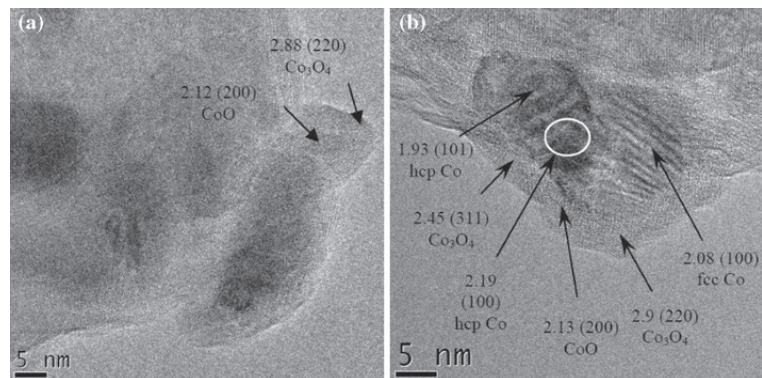 (a)
2.88 (220)
Co₃O₄
2.12 (200)
CoO
5 nm
(b)
1.93 (101)
hcp Co
2.45 (311)
Co₃O₄
2.19
(100)
hcp Co
2.13 (200)
CoO
2.9 (220)
Co₃O₄
2.08 (100)
fcc Co
5 nm